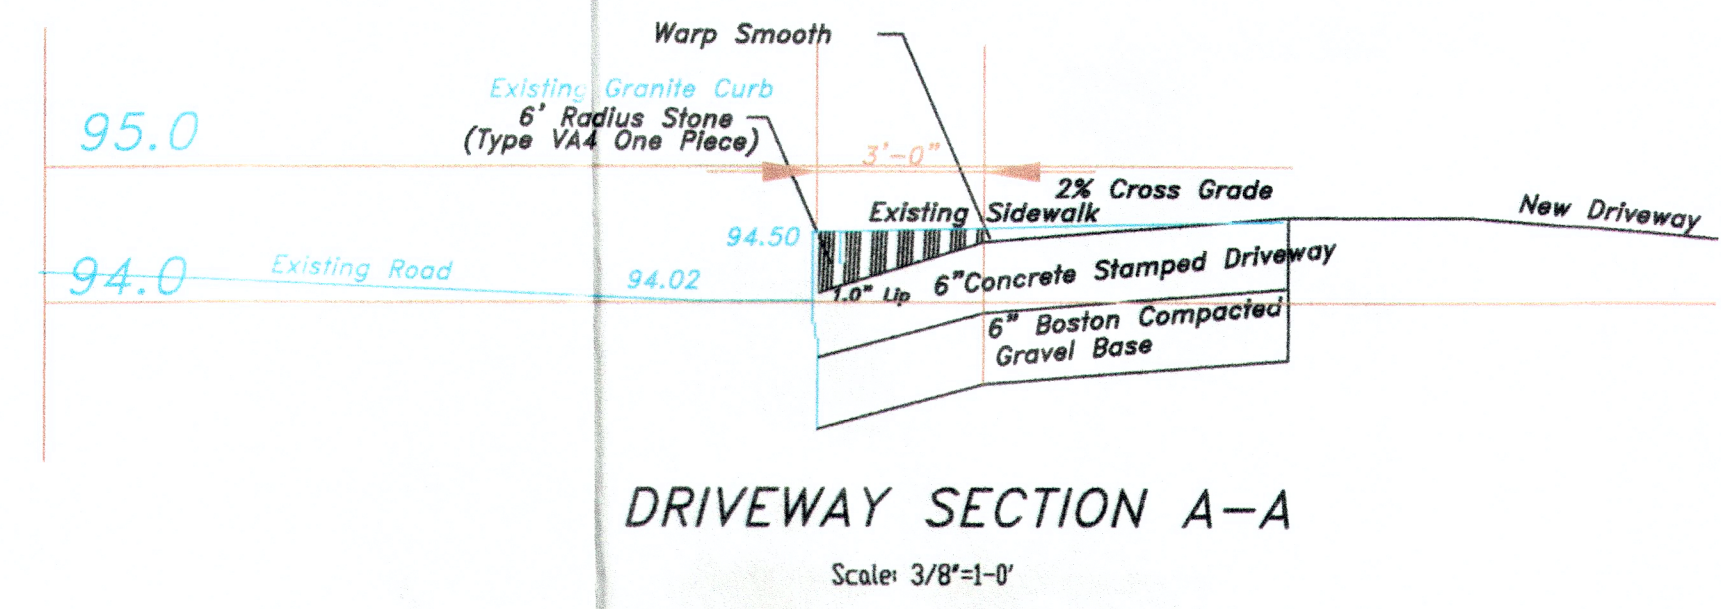 Warp Smooth
Existing Granite Curb
6' Radius Stone
(Type VA4 One Piece)
95.0
3'-0"
2% Cross Grade
Existing Sidewalk
New Driveway
94.50
94.0
Existing Road
94.02
1.0" Lip
6"Concrete Stamped Driveway
6" Boston Compacted
Gravel Base
DRIVEWAY SECTION A-A
Scale: 3/8"=1-0'